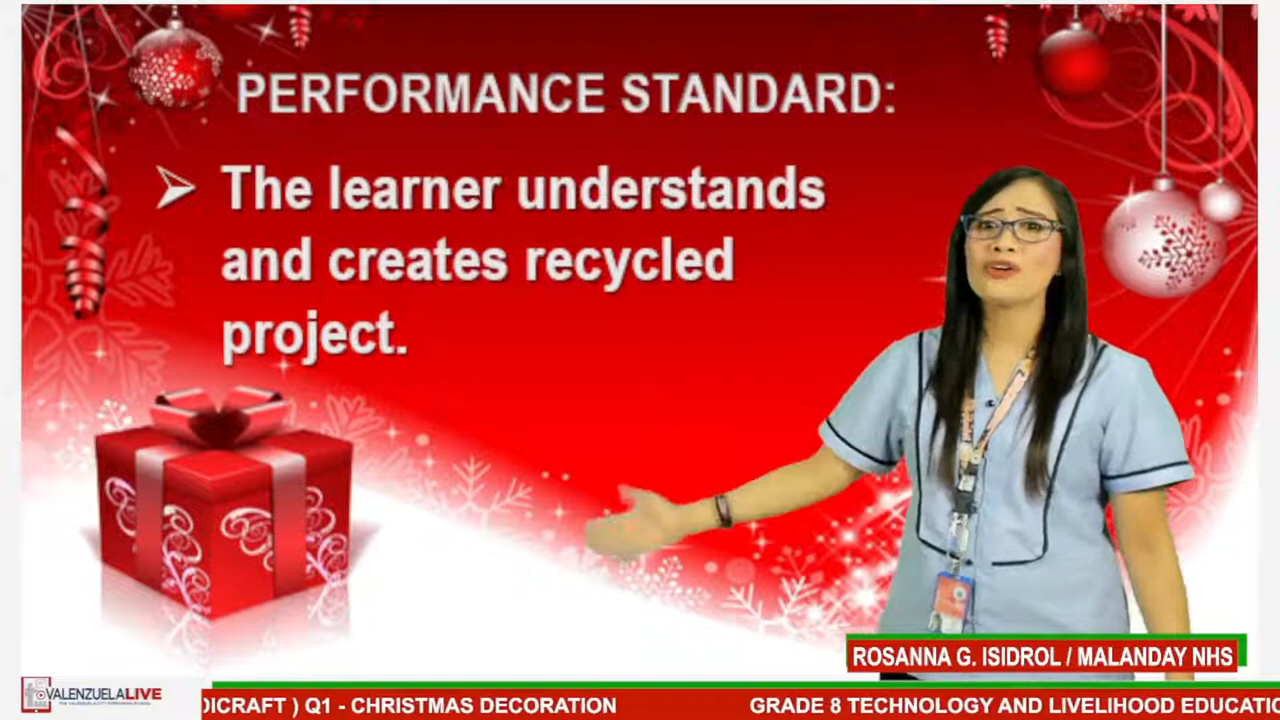 PERFORMANCE STANDARD:
➢ The learner understands
and creates recycled
project.
ROSANNA G. ISIDROL / MALANDAY NHS
VALENZUELALIVE
DICRAFT ) Q1 - CHRISTMAS DECORATION GRADE 8 TECHNOLOGY AND LIVELIHOOD EDUCATIO